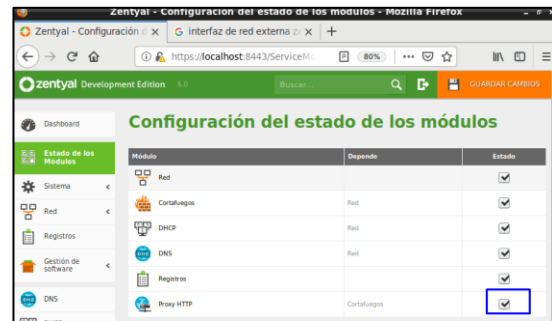 Zentyal - Configuración del estado de los módulos - Mozilla Firefox
Zentyal - Configuración d
interfaz de red externa ze
https://localhost:8443/ServiceMo
80%
zentyal Development Edition 6.0
Buscar...
GUARDAR CAMBIOS
Dashboard
Estado de los
Módulos
Sistema
Red
Registros
Gestión de
software
DNS
Configuración del estado de los módulos
Módulo Depende Estado
Red
Cortafuegos Red
DHCP Red
DNS Red
Registros
Proxy HTTP Cortafuegos